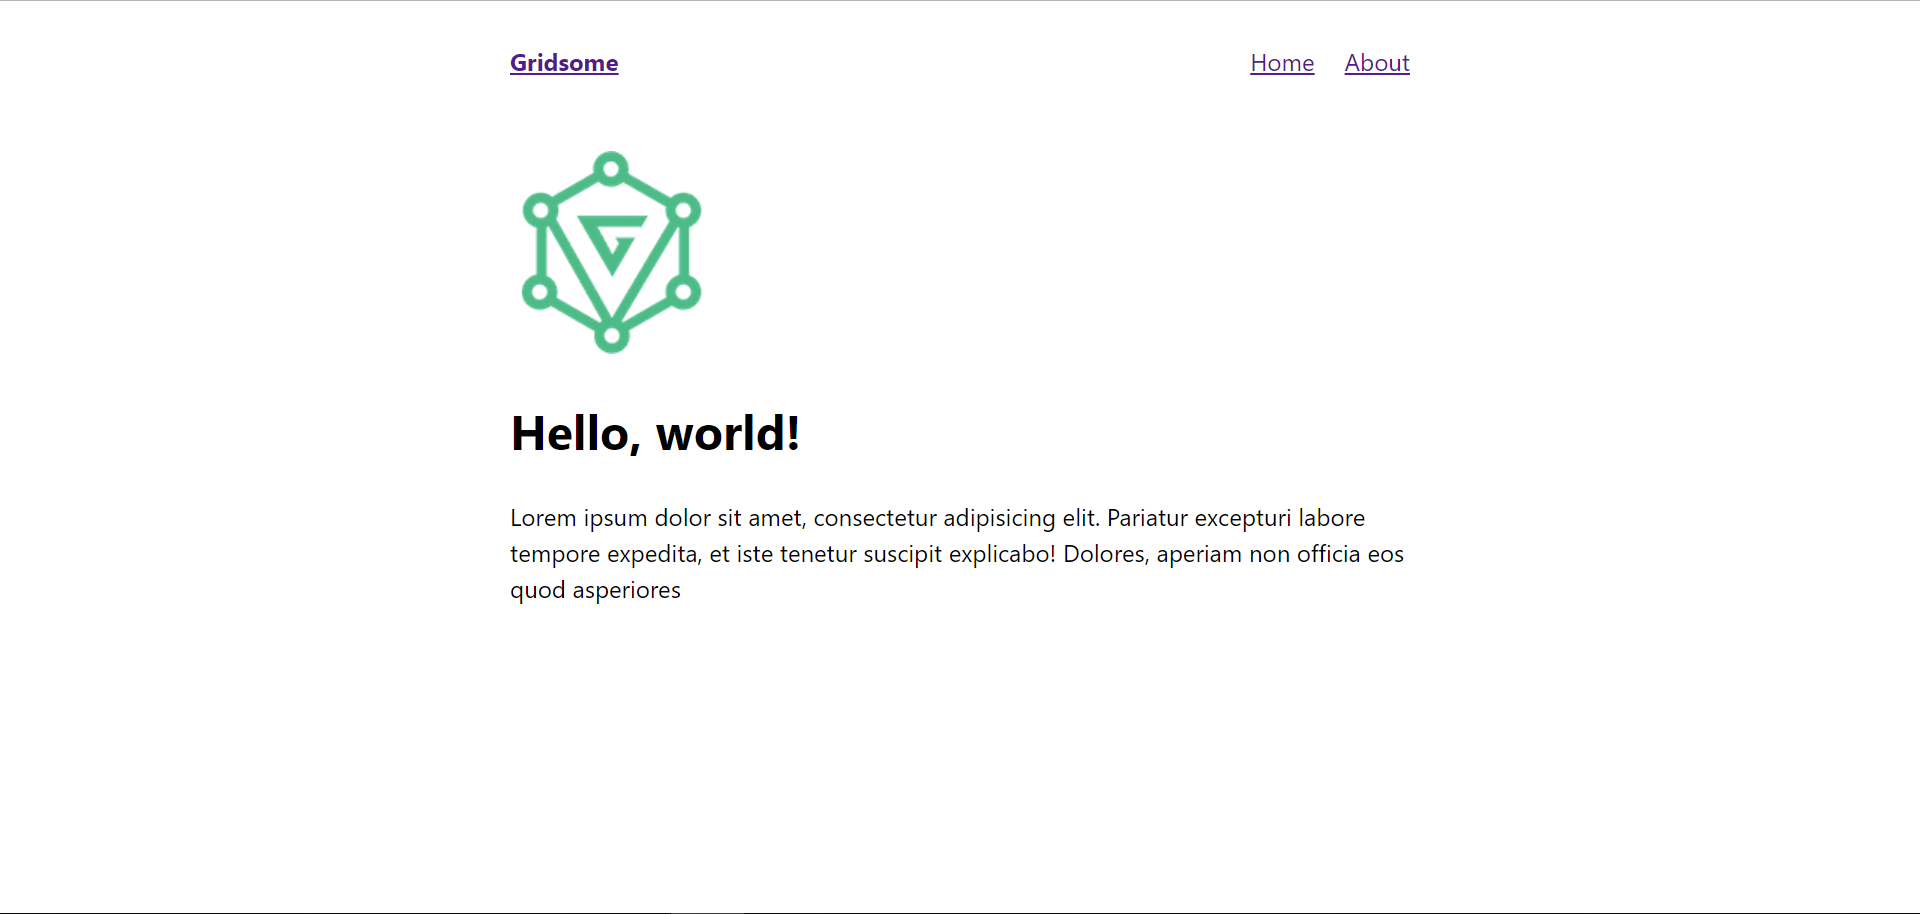 Gridsome
Home About
Hello, world!
Lorem ipsum dolor sit amet, consectetur adipisicing elit. Pariatur excepturi labore
tempore expedita, et iste tenetur suscipit explicabo! Dolores, aperiam non officia eos
quod asperiores